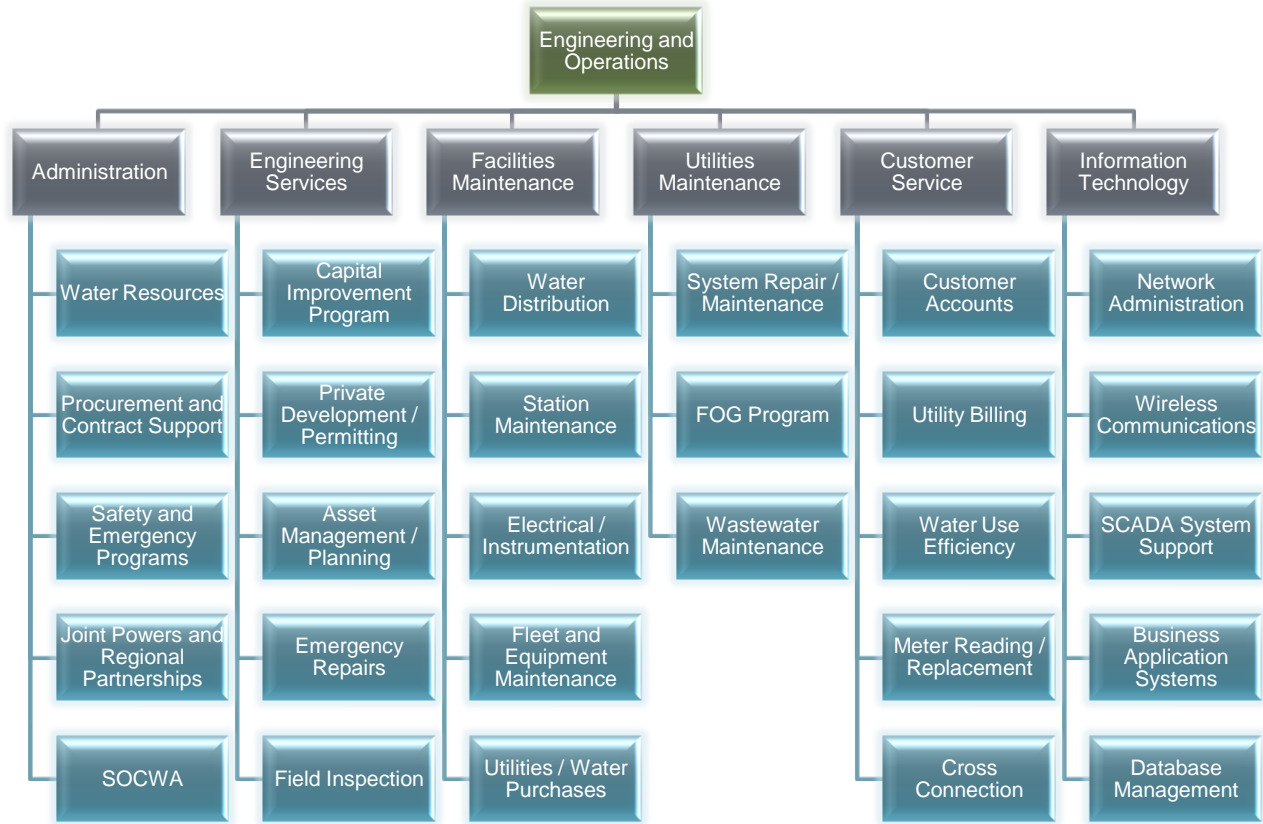 Engineering and
Operations
Administration
Engineering
Services
Facilities
Maintenance
Utilities
Maintenance
Customer
Service
Information
Technology
Water Resources
Capital
Improvement
Program
Water
Distribution
System Repair /
Maintenance
Customer
Accounts
Network
Administration
Procurement and
Contract Support
Private
Development /
Permitting
Station
Maintenance
FOG Program
Utility Billing
Wireless
Communications
Safety and
Emergency
Programs
Asset
Management /
Planning
Electrical /
Instrumentation
Wastewater
Maintenance
Water Use
Efficiency
SCADA System
Support
Joint Powers and
Regional
Partnerships
Emergency
Repairs
Fleet and
Equipment
Maintenance
Meter Reading /
Replacement
Business
Application
Systems
SOCWA
Field Inspection
Utilities / Water
Purchases
Cross
Connection
Database
Management